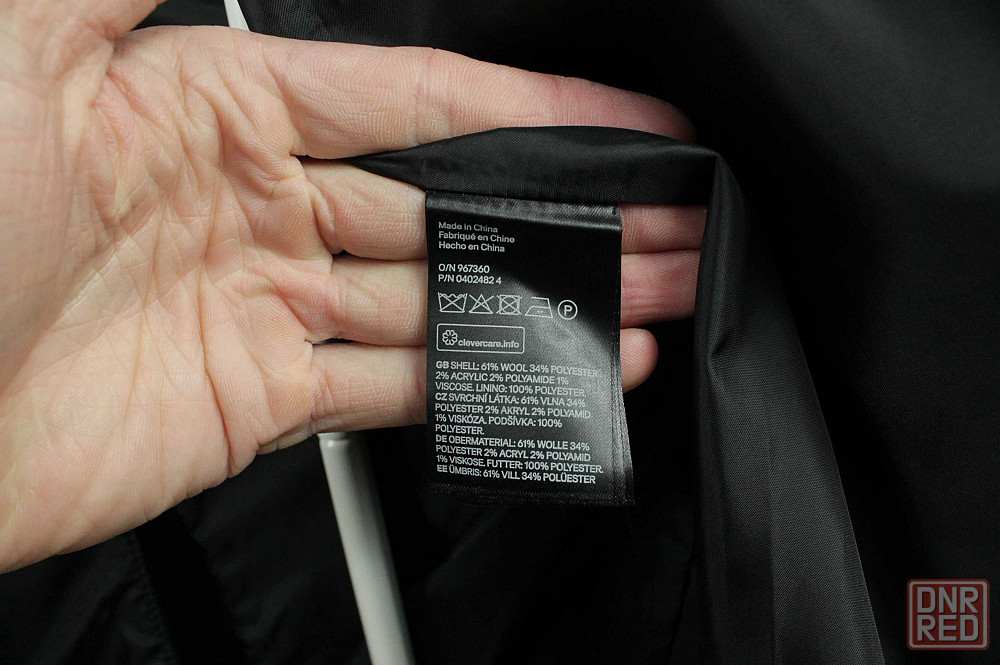 Made in China
Fabriqué en Chine
Hecho en China
O/N 967360
P/N 0402482 4
P
clevercare.info
GB SHELL: 61% WOOL 34% POLYESTER
2% ACRYLIC 2% POLYAMIDE 1%
VISCOSE. LINING: 100% POLYESTER.
CZ SVRCHNÍ LÁTKA: 61% VLNA 34%
POLYESTER 2% AKRYL 2% POLYAMID
1% VISKÓZA. PODŠÍVKA: 100%
POLYESTER.
DE OBERMATERIAL: 61% WOLLE 34%
POLYESTER 2% ACRYL 2% POLYAMID
1% VISKOSE. FUTTER: 100% POLYESTER.
EE ÜMBRIS: 61% VILL 34% POLÜESTER
DNR
RED